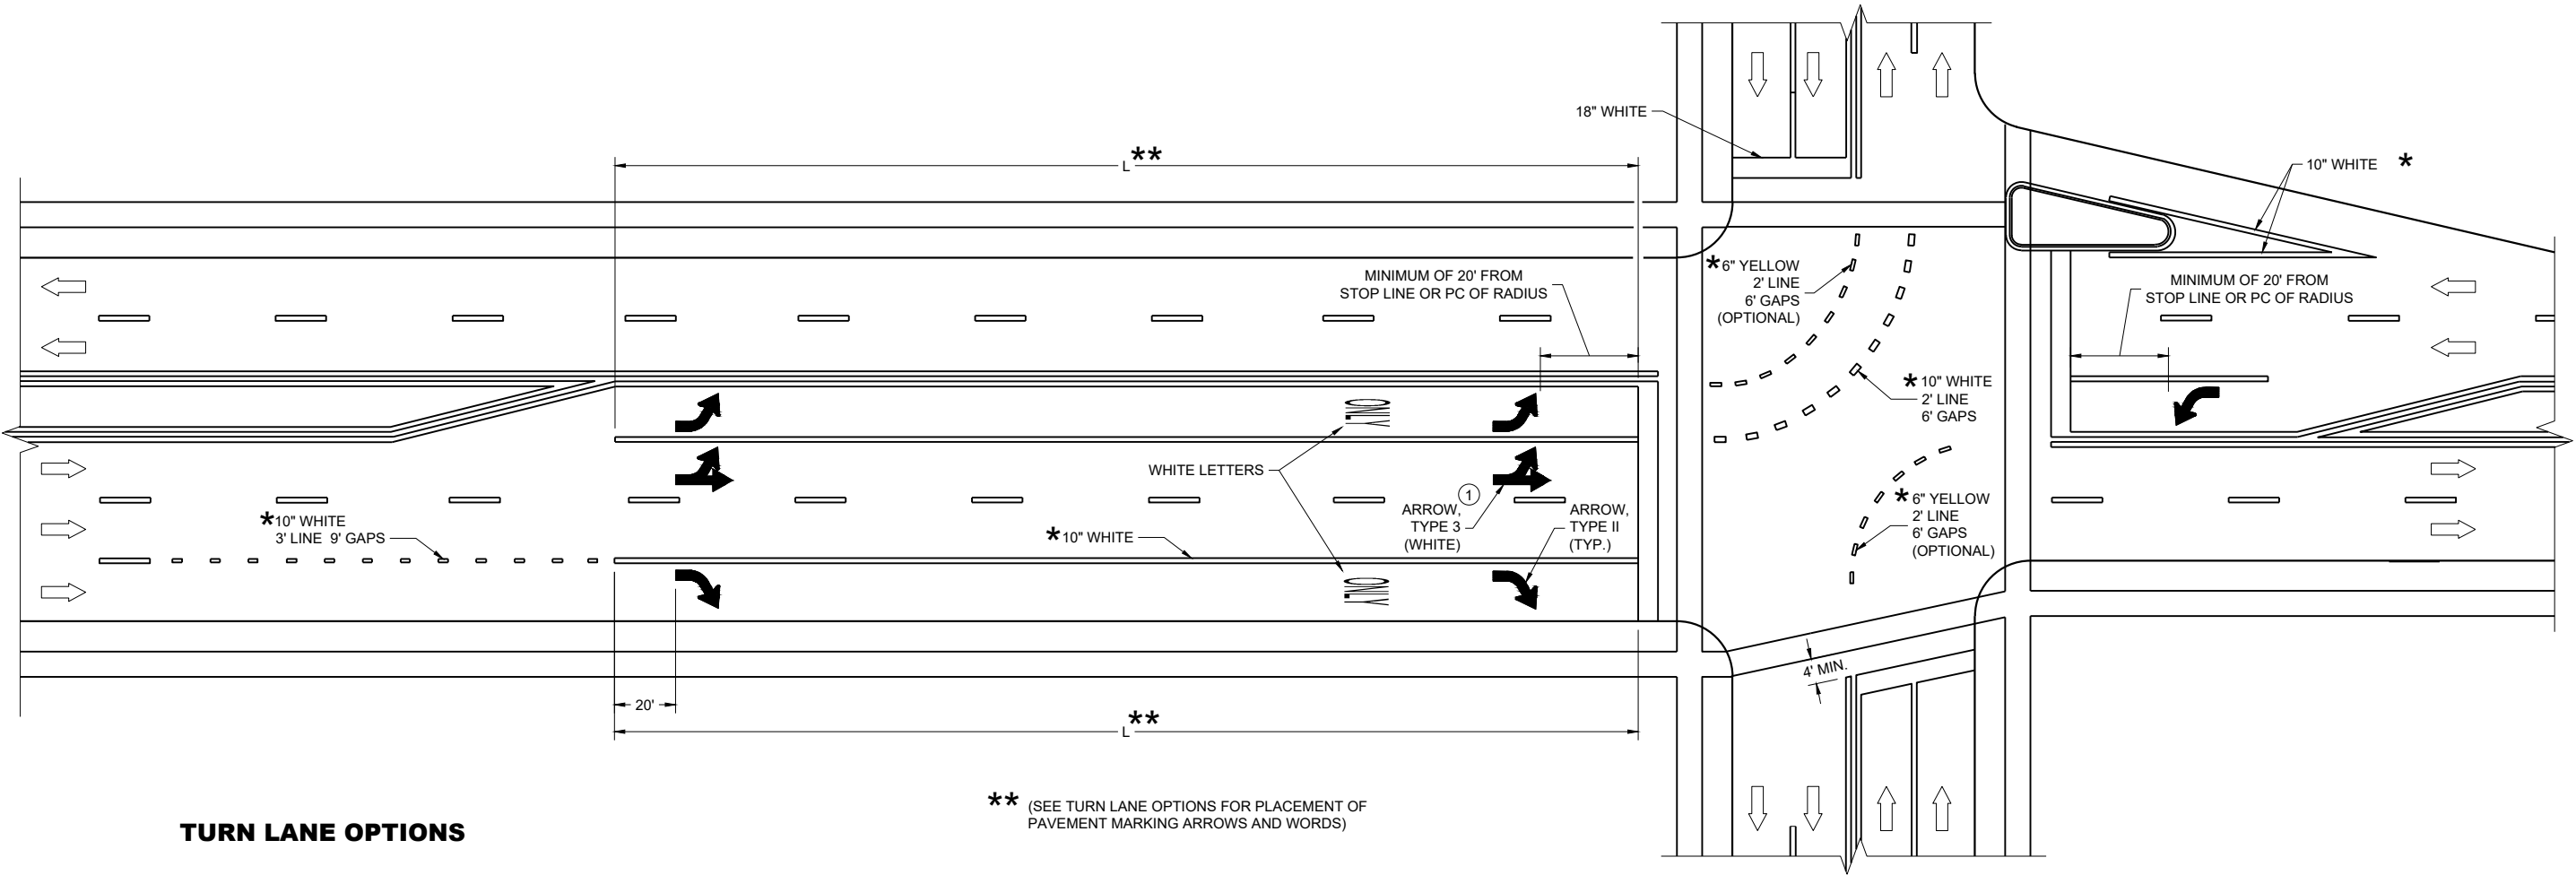 18" WHITE
L**
10" WHITE *
MINIMUM OF 20' FROM
STOP LINE OR PC OF RADIUS
*6" YELLOW
2' LINE
6' GAPS
(OPTIONAL)
MINIMUM OF 20' FROM
STOP LINE OR PC OF RADIUS
*10" WHITE
2' LINE
6' GAPS
ONLY
WHITE LETTERS
1
ARROW,
TYPE 3
(WHITE)
ARROW,
TYPE II
(TYP.)
*6" YELLOW
2' LINE
6' GAPS
(OPTIONAL)
*10" WHITE
3' LINE 9' GAPS
*10" WHITE
ONLY
4' MIN.
20'
L**
** (SEE TURN LANE OPTIONS FOR PLACEMENT OF
PAVEMENT MARKING ARROWS AND WORDS)
TURN LANE OPTIONS